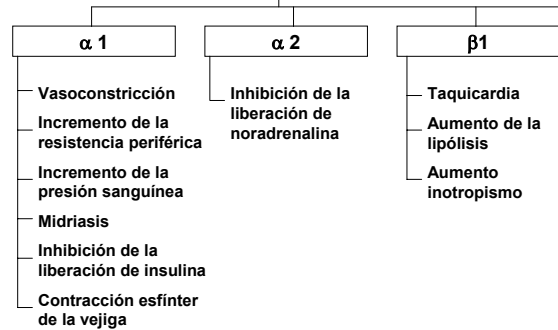 α 1
Vasoconstricción
Incremento de la
resistencia periférica
Incremento de la
presión sanguínea
Midriasis
Inhibición de la
liberación de insulina
Contracción esfínter
de la vejiga
α 2
Inhibición de la
liberación de
noradrenalina
β1
Taquicardia
Aumento de la
lipólisis
Aumento
inotropismo